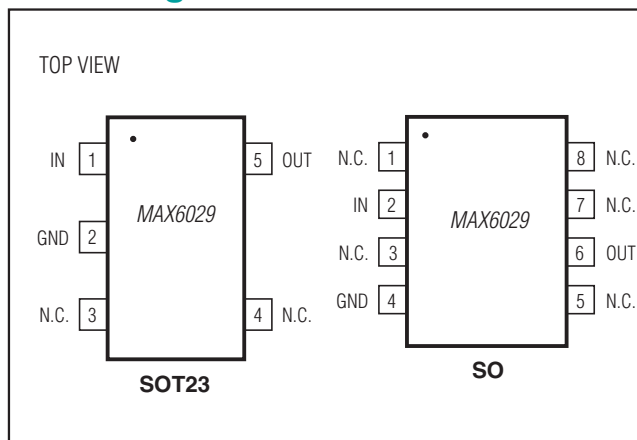 TOP VIEW
IN 1
GND 2
N.C. 3
MAX6029
5 OUT
4 N.C.
SOT23
N.C. 1
IN 2
N.C. 3
GND 4
MAX6029
8 N.C.
7 N.C.
6 OUT
5 N.C.
SO